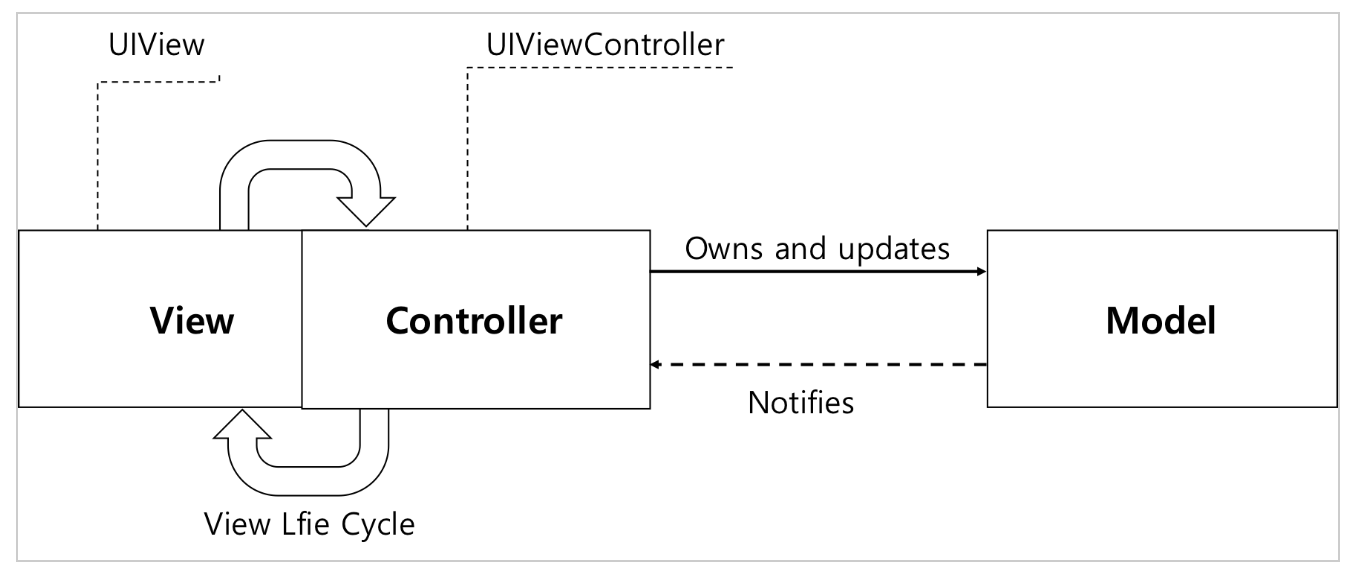 UIView
UIViewController
Owns and updates
View
Controller
Model
Notifies
View Lfie Cycle